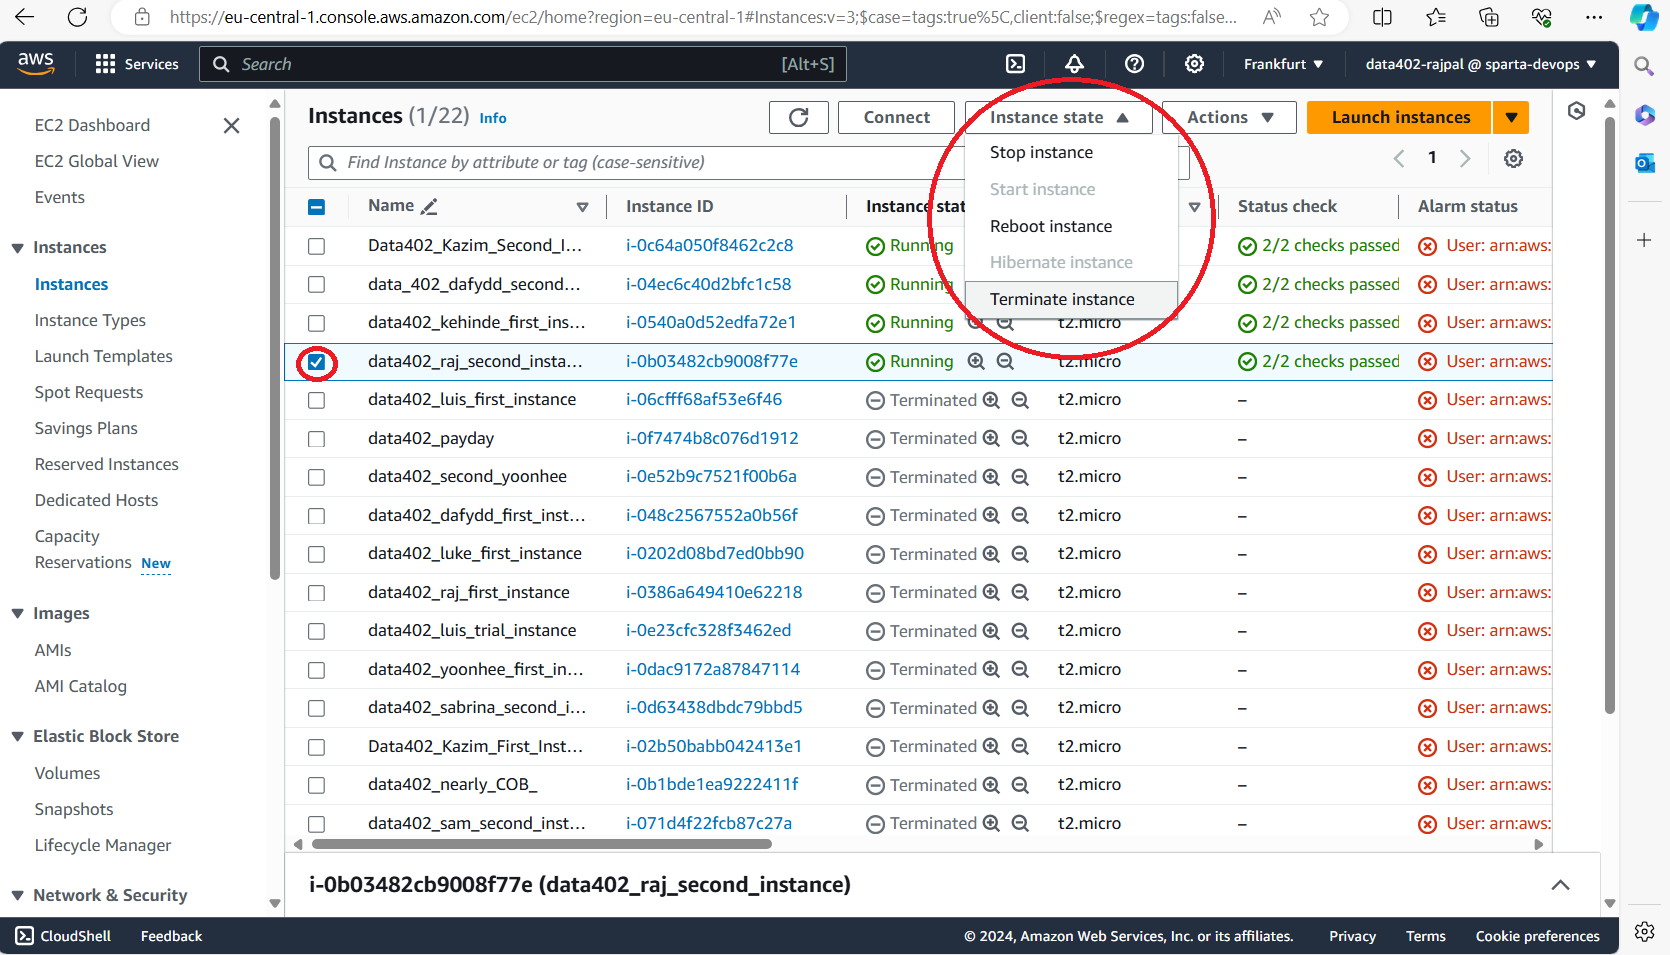 https://eu-central-1.console.aws.amazon.com/ec2/home?region=eu-central-1#Instances:v=3;$case=tags:true%5C,client:false;$regex=tags:false...
aws Services Search [Alt+S] Frankfurt data402-rajpal @ sparta-devops
EC2 Dashboard
EC2 Global View
Events
Instances
Instances
Instance Types
Launch Templates
Spot Requests
Savings Plans
Reserved Instances
Dedicated Hosts
Capacity
Reservations New
Images
AMIs
AMI Catalog
Elastic Block Store
Volumes
Snapshots
Lifecycle Manager
Network & Security
Instances (1/22) Info Connect Instance state Actions Launch instances
Find Instance by attribute or tag (case-sensitive) 1
Stop instance
Start instance
Reboot instance
Hibernate instance
Terminate instance
Name Instance ID Instance stat Status check Alarm status
Data402_Kazim_Second_I... i-0c64a050f8462c2c8 Running 2/2 checks passed User: arn:aws:
data_402_dafydd_second... i-04ec6c40d2bfc1c58 Running 2/2 checks passed User: arn:aws:
data402_kehinde_first_ins... i-0540a0d52edfa72e1 Running t2.micro 2/2 checks passed User: arn:aws:
data402_raj_second_insta... i-0b03482cb9008f77e Running t2.micro 2/2 checks passed User: arn:aws:
data402_luis_first_instance i-06cfff68af53e6f46 Terminated t2.micro – User: arn:aws:
data402_payday i-0f7474b8c076d1912 Terminated t2.micro – User: arn:aws:
data402_second_yoonhee i-0e52b9c7521f00b6a Terminated t2.micro – User: arn:aws:
data402_dafydd_first_inst... i-048c2567552a0b56f Terminated t2.micro – User: arn:aws:
data402_luke_first_instance i-0202d08bd7ed0bb90 Terminated t2.micro – User: arn:aws:
data402_raj_first_instance i-0386a649410e62218 Terminated t2.micro – User: arn:aws:
data402_luis_trial_instance i-0e23cfc328f3462ed Terminated t2.micro – User: arn:aws:
data402_yoonhee_first_in... i-0dac9172a87847114 Terminated t2.micro – User: arn:aws:
data402_sabrina_second_i... i-0d63438dbdc79bbd5 Terminated t2.micro – User: arn:aws:
Data402_Kazim_First_Inst... i-02b50babb042413e1 Terminated t2.micro – User: arn:aws:
data402_nearly_COB_ i-0b1bde1ea9222411f Terminated t2.micro – User: arn:aws:
data402_sam_second_inst... i-071d4f22fcb87c27a Terminated t2.micro – User: arn:aws:
i-0b03482cb9008f77e (data402_raj_second_instance)
CloudShell Feedback © 2024, Amazon Web Services, Inc. or its affiliates. Privacy Terms Cookie preferences